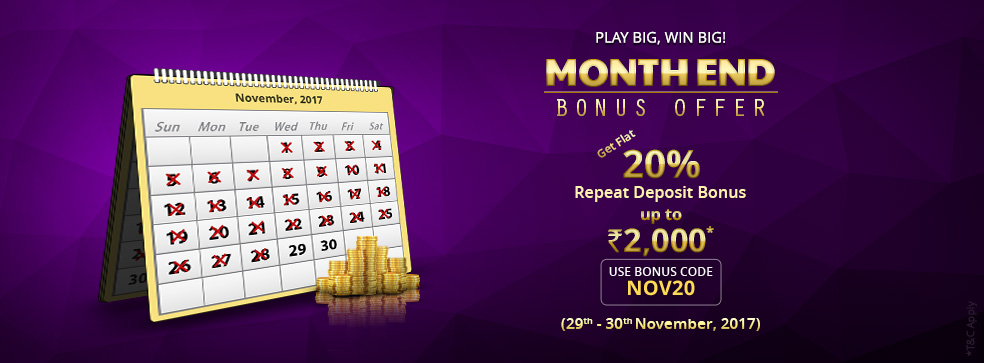 November, 2017
Sun Mon Tue Wed Thu Fri Sat
1 2 3 4
5 6 7 8 9 10 11
12 13 14 15 16 17 18
19 20 21 22 23 24 25
26 27 28 29 30
30
PLAY BIG, WIN BIG!
MONTH END
BONUS OFFER
Get Flat
20%
Repeat Deposit Bonus
up to
₹2,000*
USE BONUS CODE
NOV20
(29th - 30th November, 2017)
*T&C Apply